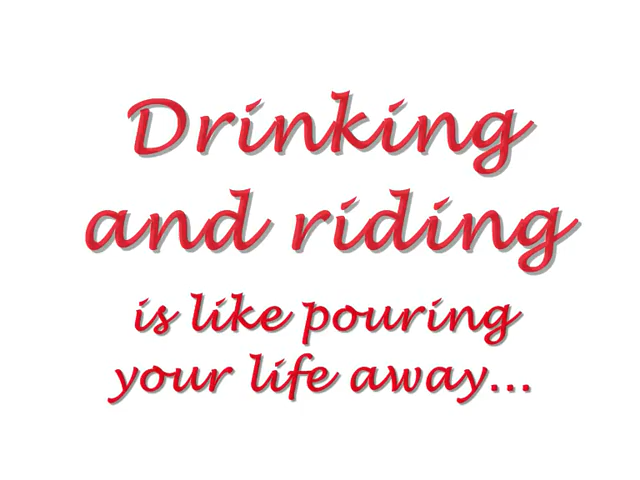 Drinking
and riding
is like pouring
your life away...